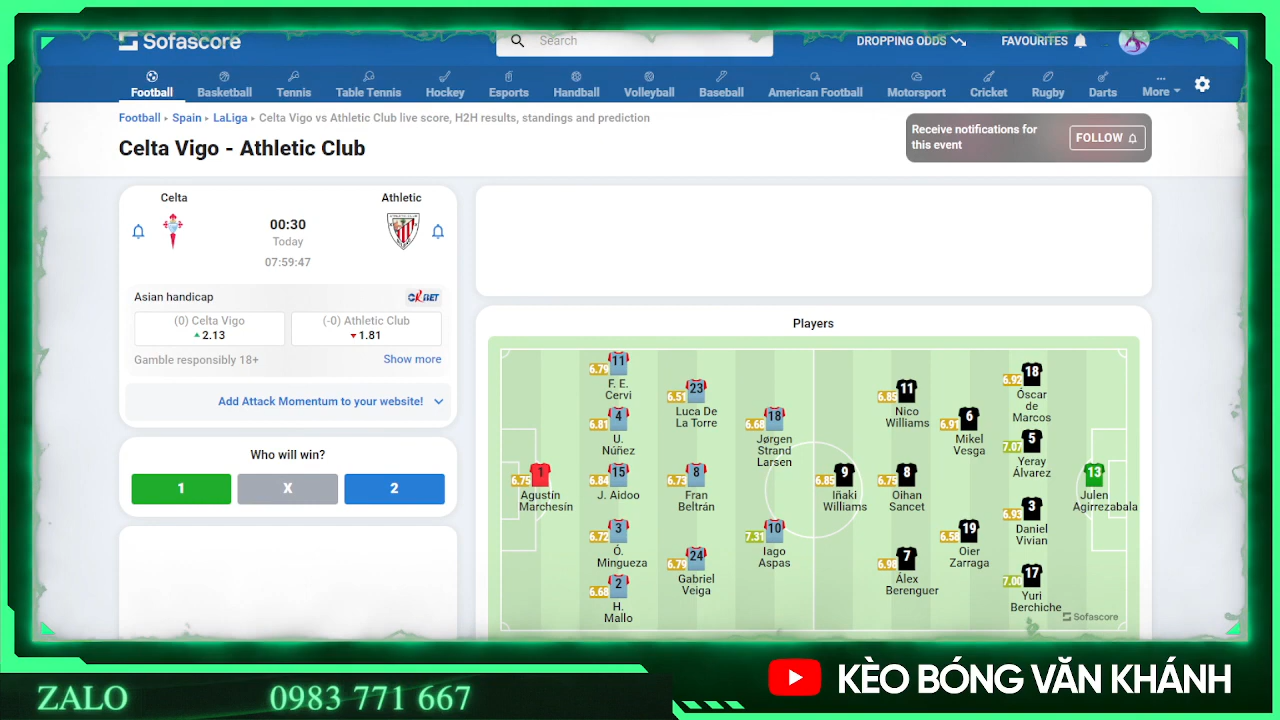 Sofascore
Search
DROPPING ODDS
FAVOURITES
Football
Basketball
Tennis
Table Tennis
Hockey
Esports
Handball
Volleyball
Baseball
American Football
Motorsport
Cricket
Rugby
Darts
More
Football ▸ Spain ▸ LaLiga ▸ Celta Vigo vs Athletic Club live score, H2H results, standings and prediction
Celta Vigo - Athletic Club
Receive notifications for
this event
FOLLOW
Celta
Athletic
00:30
Today
07:59:47
Asian handicap
OKBET
(0) Celta Vigo
2.13
(-0) Athletic Club
1.81
Gamble responsibly 18+
Show more
Add Attack Momentum to your website!
Who will win?
1
X
2
Players
1
6.75
Agustín
Marchesín
11
6.79
F. E.
Cervi
4
6.81
U.
Núñez
15
6.84
J. Aidoo
3
6.72
Ó.
Mingueza
2
6.68
H.
Mallo
23
6.51
Luca De
La Torre
8
6.73
Fran
Beltrán
24
6.79
Gabriel
Veiga
18
6.68
Jørgen
Strand
Larsen
10
7.31
Iago
Aspas
9
6.85
Iñaki
Williams
11
6.85
Nico
Williams
8
6.75
Oihan
Sancet
7
6.98
Álex
Berenguer
6
6.91
Mikel
Vesga
19
6.58
Oier
Zarraga
18
6.92
Óscar
de
Marcos
5
7.07
Yeray
Álvarez
3
6.93
Daniel
Vivian
17
7.00
Yuri
Berchiche
13
Julen
Agirrezabala
Sofascore
ZALO 0983 771 667
KÈO BÓNG VĂN KHÁNH